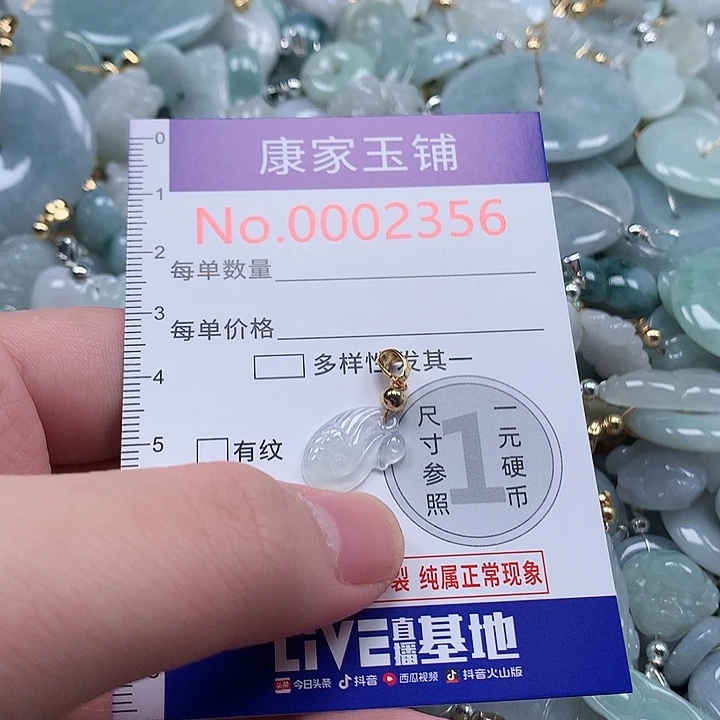 康家玉铺
No.0002356
0
1
2
每单数量
3
每单价格
4
多样性发其一
5
有纹
尺寸参照
1
一元硬币
裂 纯属正常现象
LIVE直播基地
今日头条 抖音 西瓜视频 抖音火山版